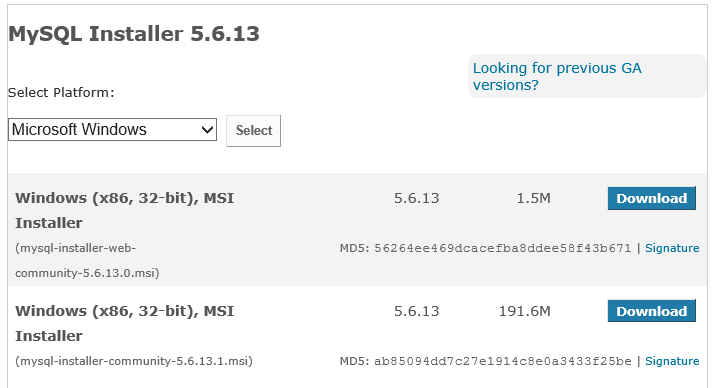 MySQL Installer 5.6.13
Looking for previous GA
versions?
Select Platform:
Microsoft Windows
Select
Windows (x86, 32-bit), MSI
Installer
5.6.13
1.5M
Download
(mysql-installer-web-
community-5.6.13.0.msi)
MD5: 56264ee469dcacefba8ddee58f43b671 | Signature
Windows (x86, 32-bit), MSI
Installer
5.6.13
191.6M
Download
(mysql-installer-community-5.6.13.1.msi)
MD5: ab85094dd7c27e1914c8e0a3433f25be | Signature